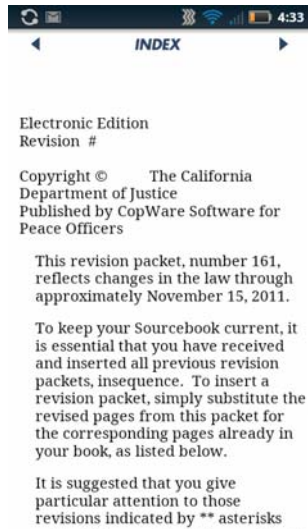 4:33
INDEX
Electronic Edition
Revision #
Copyright © The California
Department of Justice
Published by CopWare Software for
Peace Officers
This revision packet, number 161,
reflects changes in the law through
approximately November 15, 2011.
To keep your Sourcebook current, it
is essential that you have received
and inserted all previous revision
packets, insequence. To insert a
revision packet, simply substitute the
revised pages from this packet for
the corresponding pages already in
your book, as listed below.
It is suggested that you give
particular attention to those
revisions indicated by ** asterisks